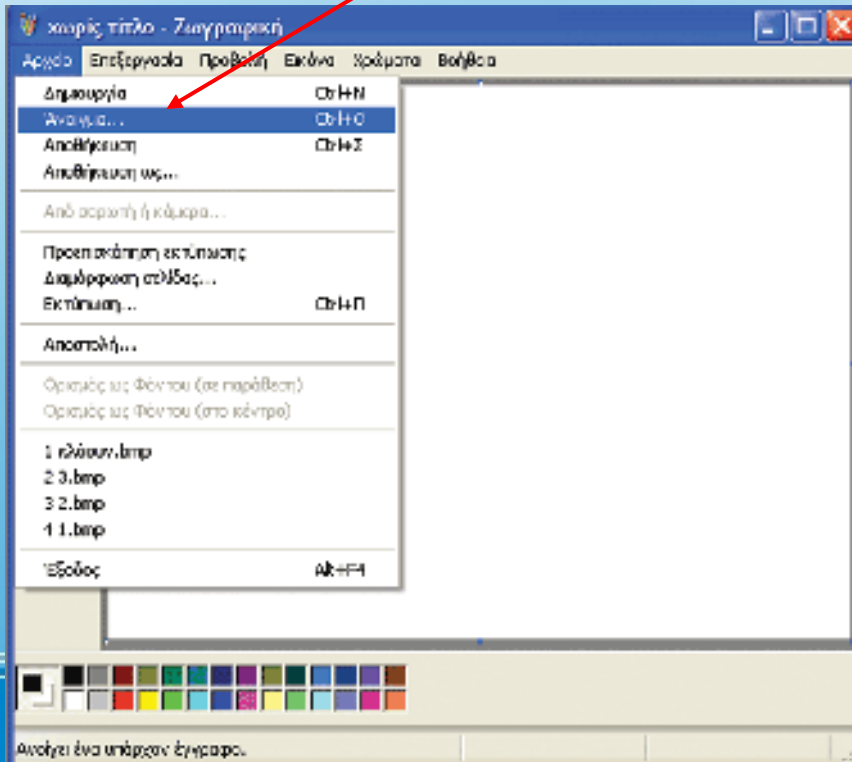 χωρίς τίτλο - Ζωγραφική
Αρχείο Επεξεργασία Προβολή Εικόνα Χρώματα Βοήθεια
Δημιουργία Ctrl+N
Άνοιγμα... Ctrl+O
Αποθήκευση Ctrl+Σ
Αποθήκευση ως...
Από σαρωτή ή κάμερα...
Προεπισκόπηση εκτύπωσης
Διαμόρφωση σελίδας...
Εκτύπωση... Ctrl+Π
Αποστολή...
Ορισμός ως Φόντου (σε παράθεση)
Ορισμός ως Φόντου (στο κέντρο)
1 κλόουν.bmp
2 3.bmp
3 2.bmp
4 1.bmp
Έξοδος Alt+F4
Ανοίγει ένα υπάρχον έγγραφο.